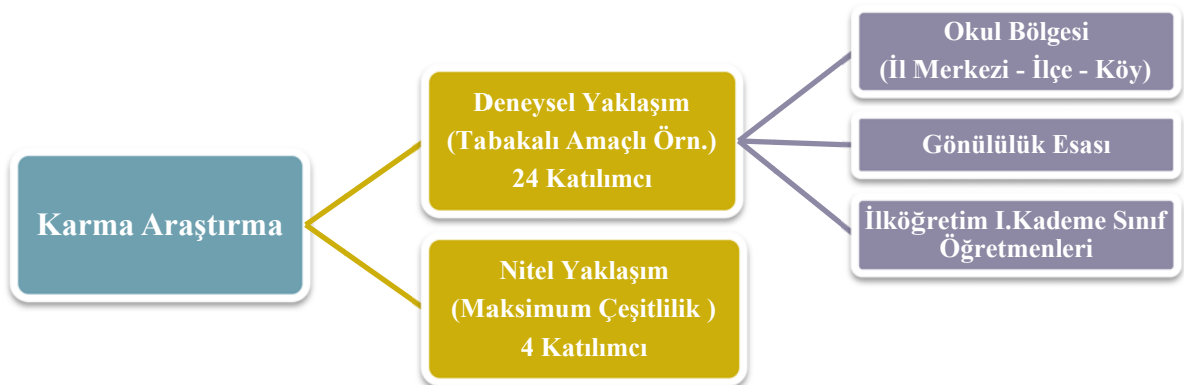 Karma Araştırma
Deneysel Yaklaşım
(Tabakalı Amaçlı Örn.)
24 Katılımcı
Nitel Yaklaşım
(Maksimum Çeşitlilik )
4 Katılımcı
Okul Bölgesi
(İl Merkezi - İlçe - Köy)
Gönülülük Esası
İlköğretim I.Kademe Sınıf
Öğretmenleri